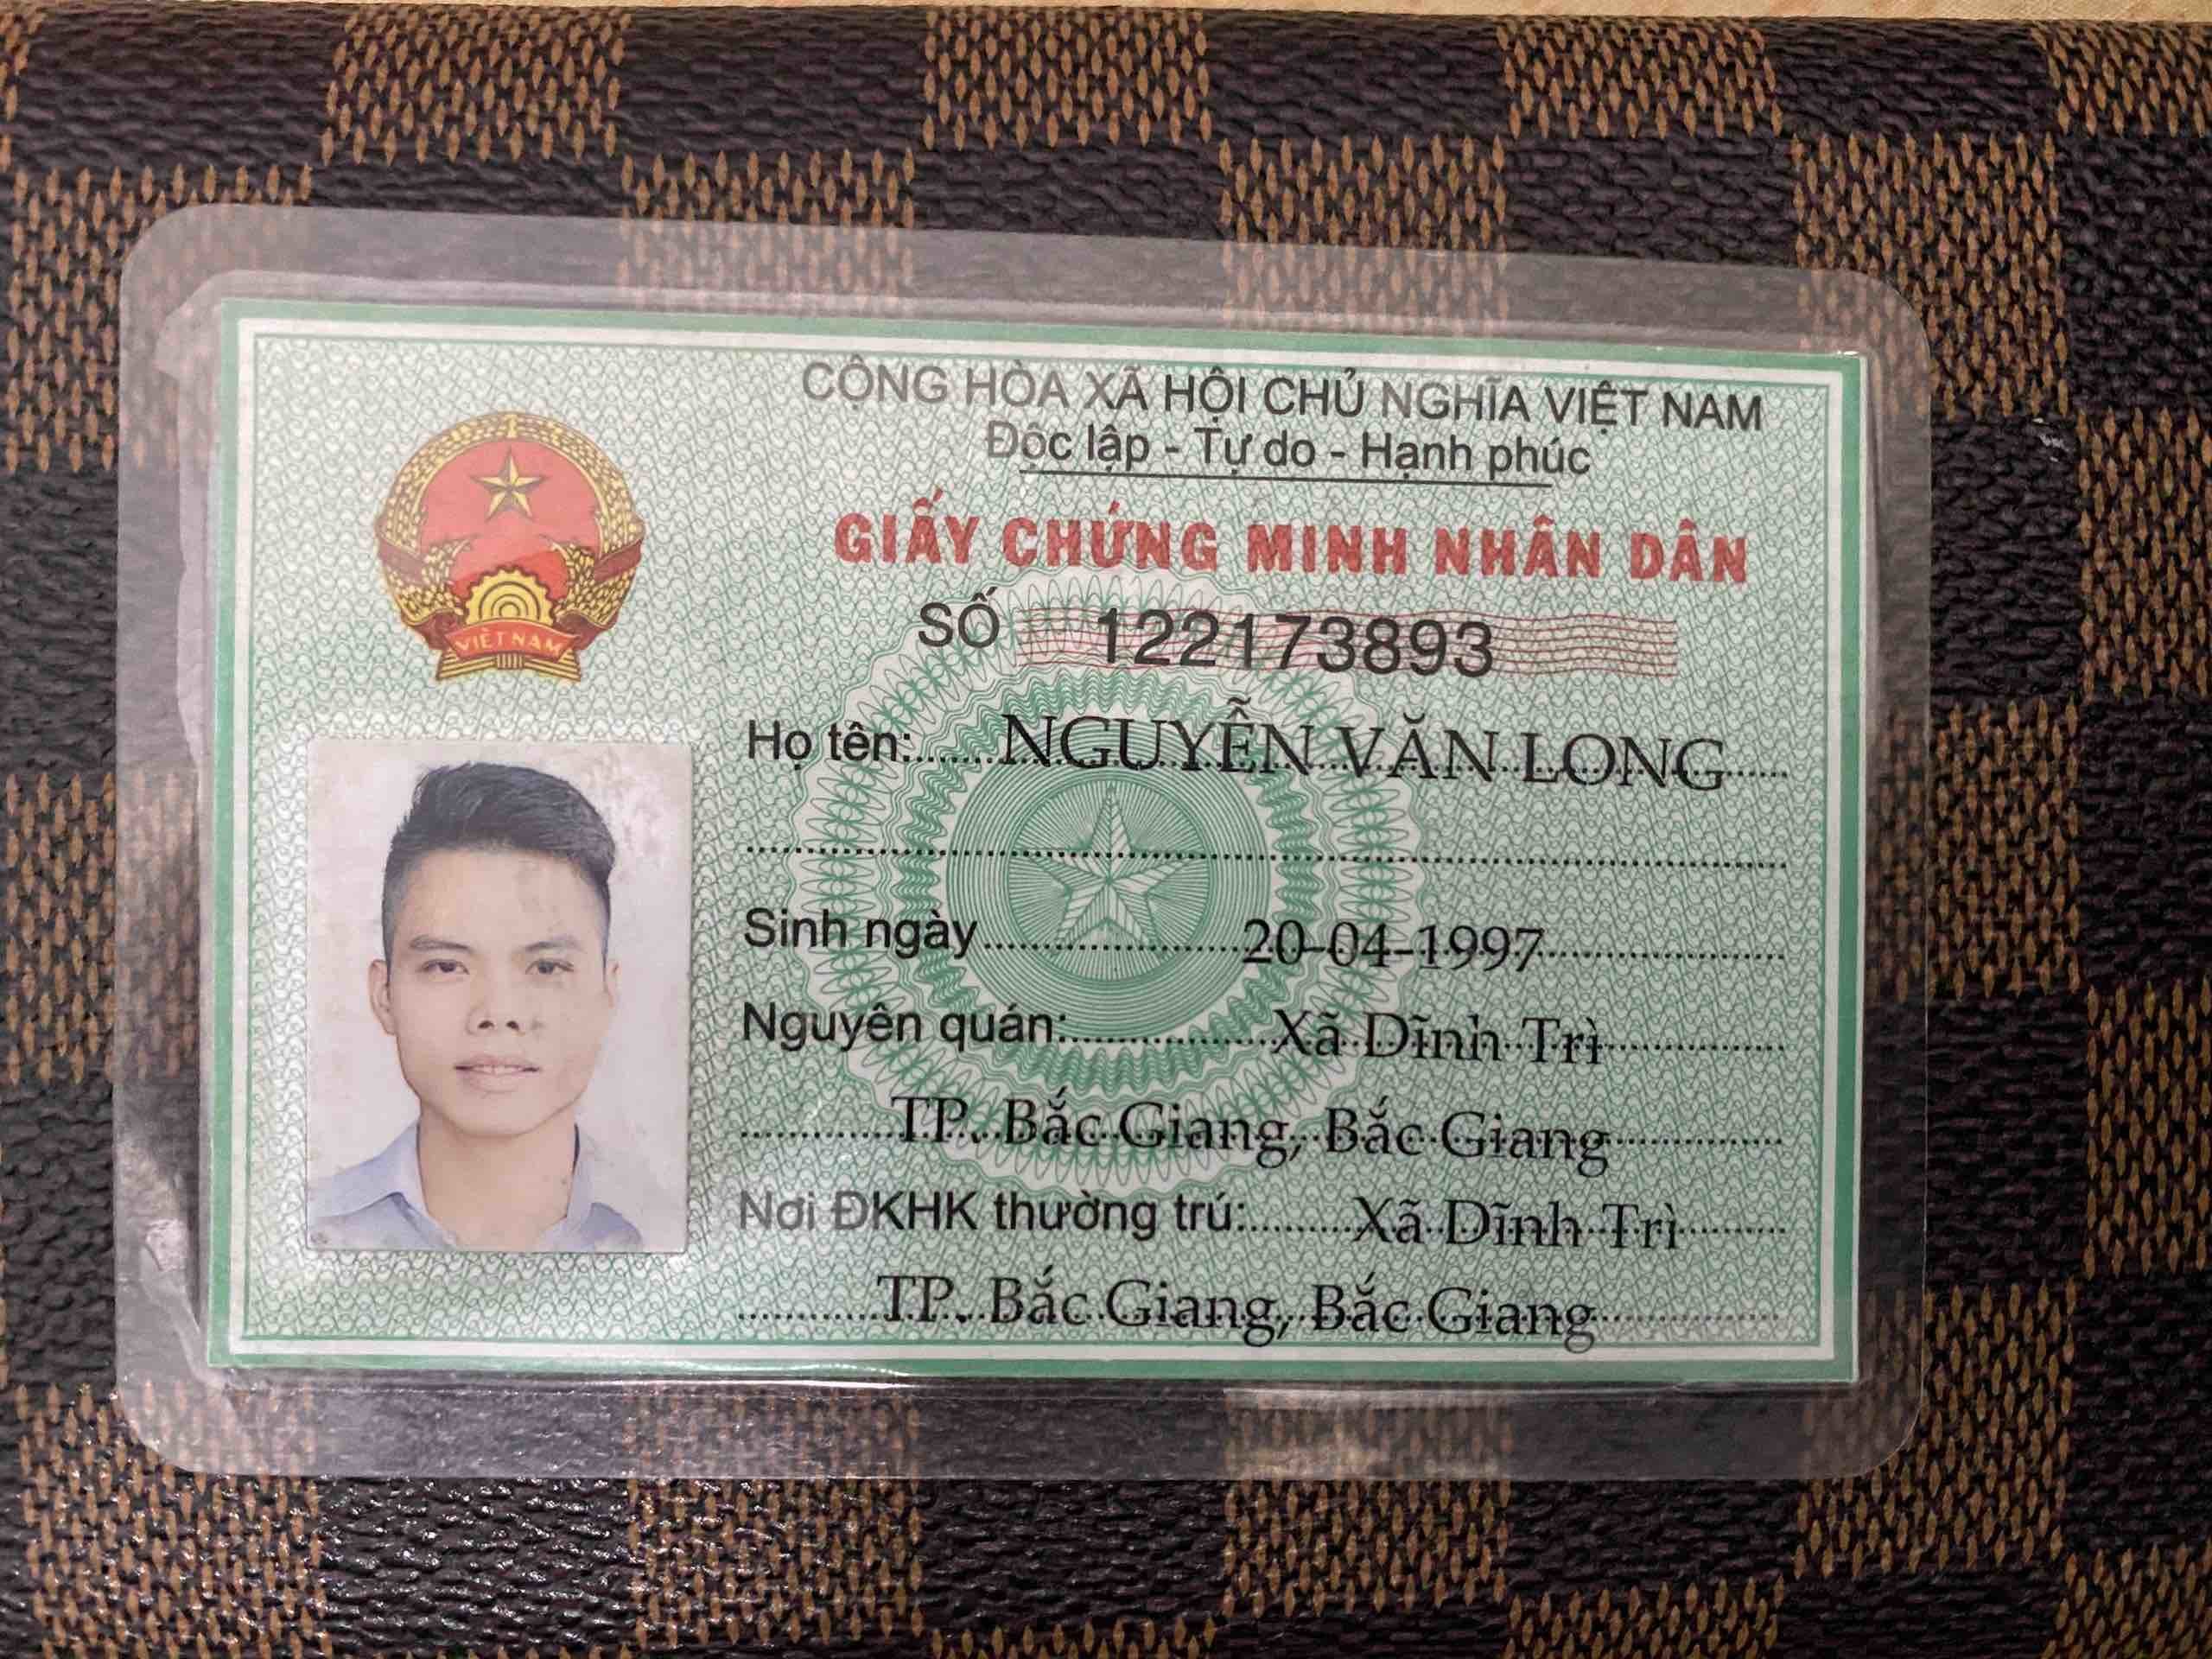 CỘNG HÒA XÃ HỘI CHỦ NGHĨA VIỆT NAM
Độc lập - Tự do - Hạnh phúc
GIẤY CHỨNG MINH NHÂN DÂN
SỐ 122173893
VIỆT NAM
Họ tên: NGUYỄN VĂN LONG
Sinh ngày 20-04-1997
Nguyên quán: Xã Dĩnh Trì
TP. Bắc Giang, Bắc Giang
Nơi ĐKHK thường trú: Xã Dĩnh Trì
TP. Bắc Giang, Bắc Giang